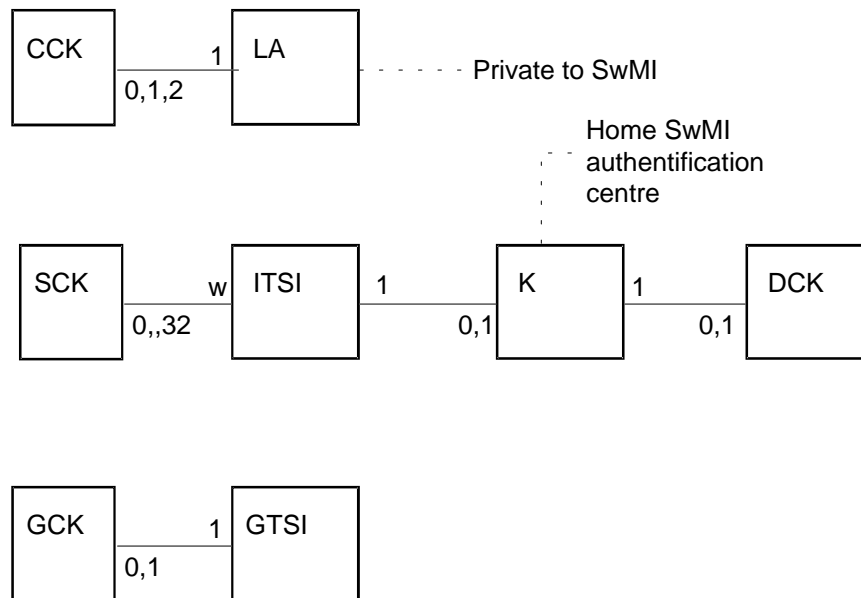 CCK
1
LA
0,1,2
Private to SwMI
Home SwMI
authentification
centre
SCK
w
ITSI
1
K
1
DCK
0,,32
0,1
0,1
GCK
1
GTSI
0,1